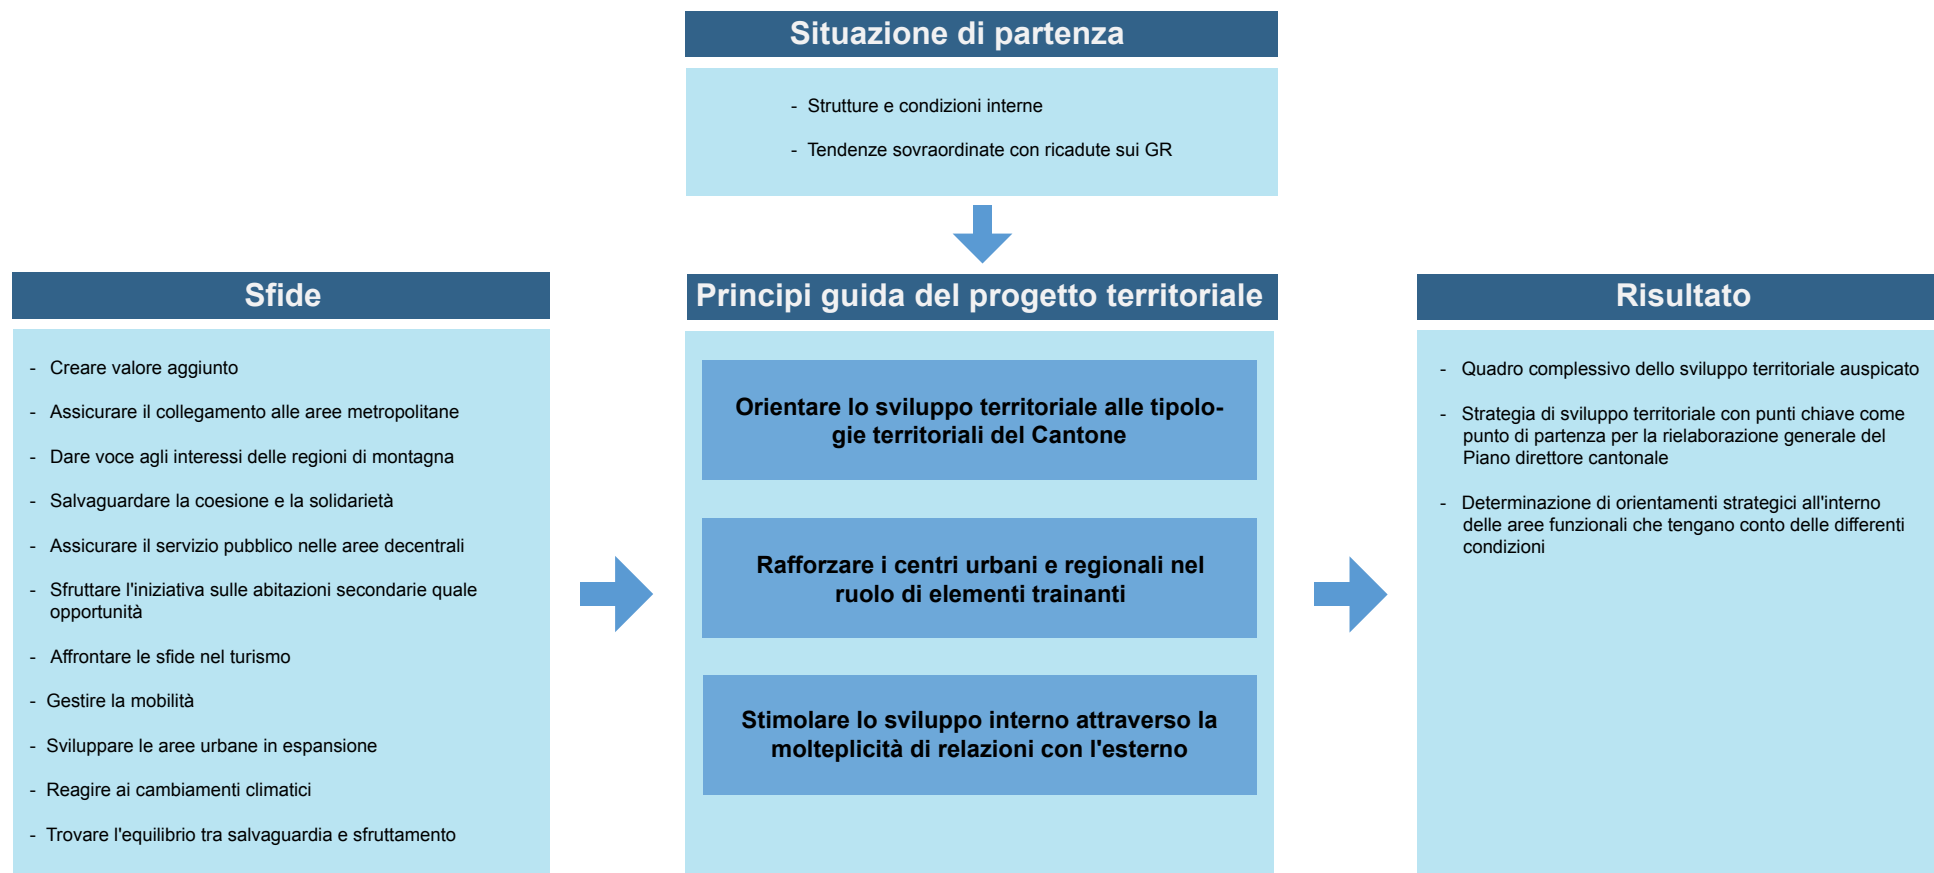 Situazione di partenza
- Strutture e condizioni interne
- Tendenze sovraordinate con ricadute sui GR
Sfide
- Creare valore aggiunto
- Assicurare il collegamento alle aree metropolitane
- Dare voce agli interessi delle regioni di montagna
- Salvaguardare la coesione e la solidarietà
- Assicurare il servizio pubblico nelle aree decentrali
- Sfruttare l'iniziativa sulle abitazioni secondarie quale
opportunità
- Affrontare le sfide nel turismo
- Gestire la mobilità
- Sviluppare le aree urbane in espansione
- Reagire ai cambiamenti climatici
- Trovare l'equilibrio tra salvaguardia e sfruttamento
Principi guida del progetto territoriale
Orientare lo sviluppo territoriale alle tipolo-
gie territoriali del Cantone
Rafforzare i centri urbani e regionali nel
ruolo di elementi trainanti
Stimolare lo sviluppo interno attraverso la
molteplicità di relazioni con l'esterno
Risultato
- Quadro complessivo dello sviluppo territoriale auspicato
- Strategia di sviluppo territoriale con punti chiave come
punto di partenza per la rielaborazione generale del
Piano direttore cantonale
- Determinazione di orientamenti strategici all'interno
delle aree funzionali che tengano conto delle differenti
condizioni